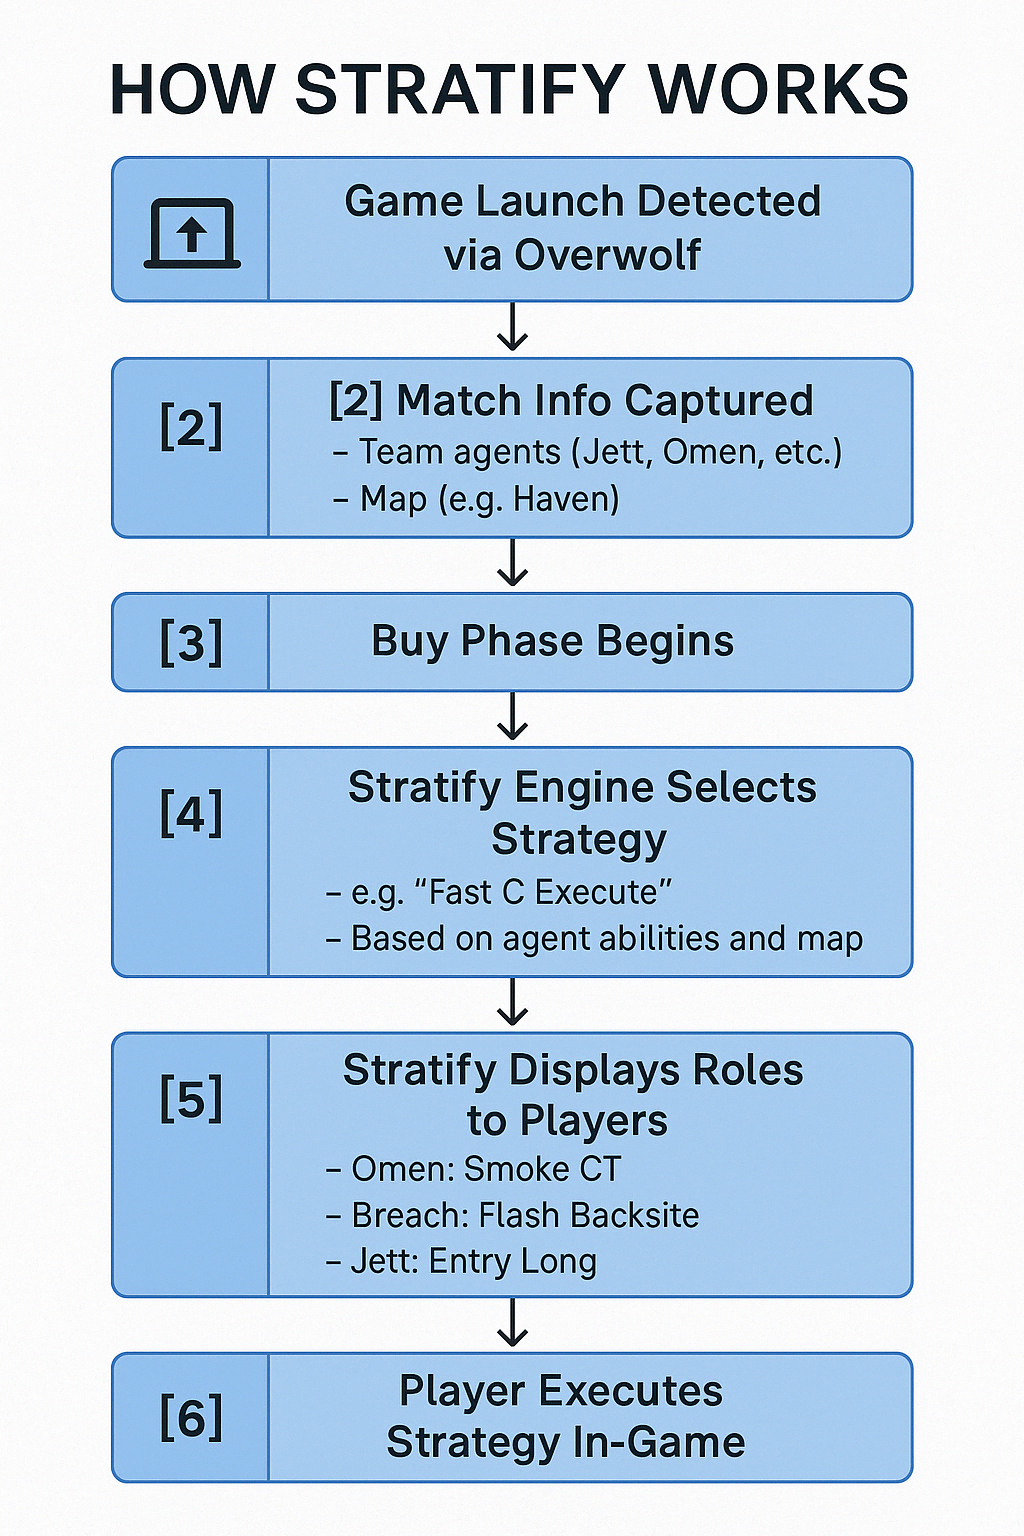 HOW STRATIFY WORKS
Game Launch Detected
via Overwolf
[2]
[2] Match Info Captured
– Team agents (Jett, Omen, etc.)
– Map (e.g. Haven)
[3]
Buy Phase Begins
[4]
Stratify Engine Selects
Strategy
– e.g. “Fast C Execute”
– Based on agent abilities and map
[5]
Stratify Displays Roles
to Players
– Omen: Smoke CT
– Breach: Flash Backsite
– Jett: Entry Long
[6]
Player Executes
Strategy In-Game